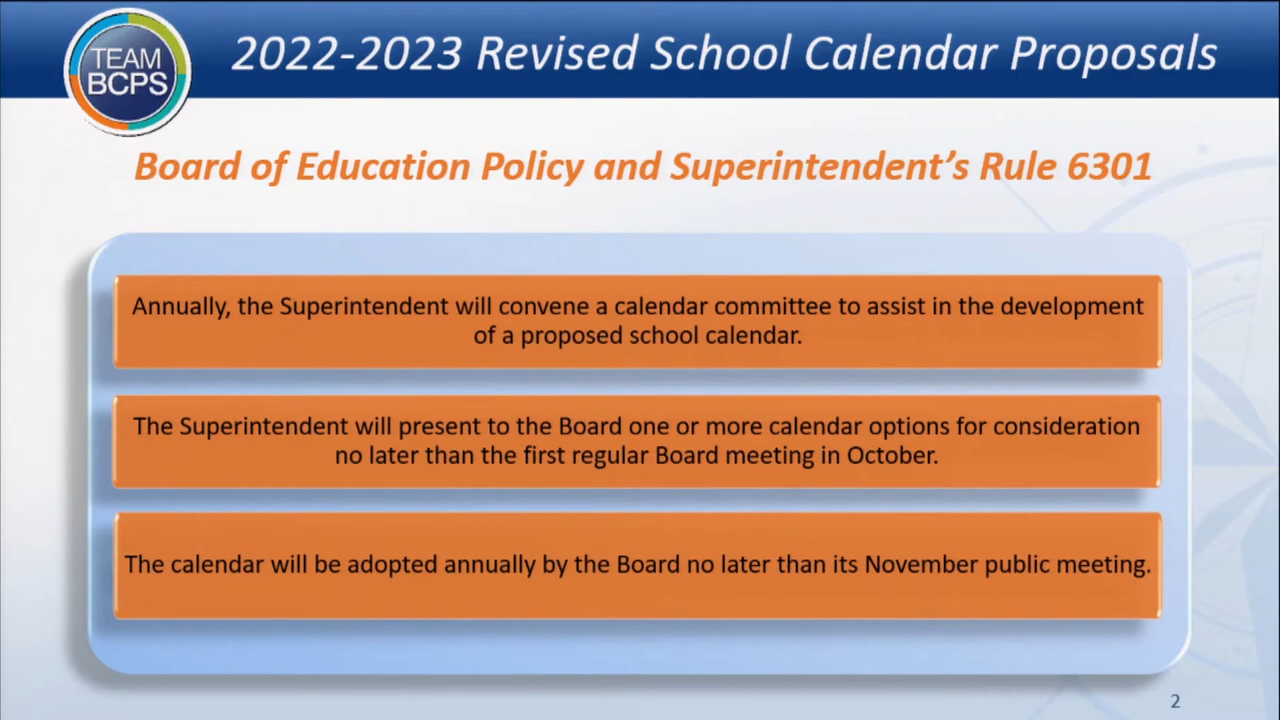 TEAM
BCPS
2022-2023 Revised School Calendar Proposals
Board of Education Policy and Superintendent’s Rule 6301
Annually, the Superintendent will convene a calendar committee to assist in the development
of a proposed school calendar.
The Superintendent will present to the Board one or more calendar options for consideration
no later than the first regular Board meeting in October.
The calendar will be adopted annually by the Board no later than its November public meeting.
2